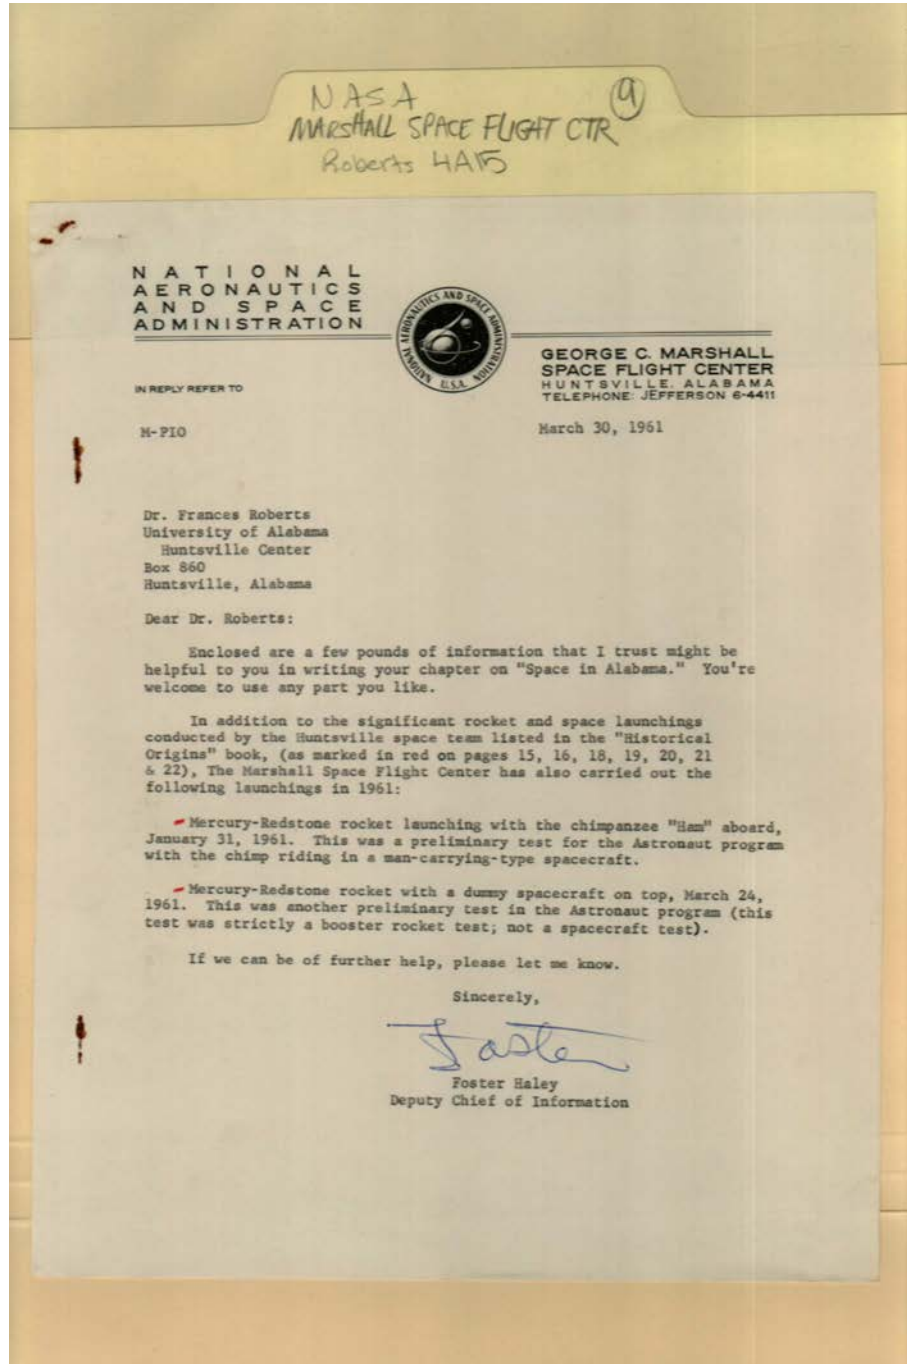 NASA
9
MARSHALL SPACE FLIGHT CTR
Roberts 4A15
NATIONAL
AERONAUTICS
AND SPACE
ADMINISTRATION
NATIONAL AERONAUTICS AND SPACE ADMINISTRATION
U.S.A.
GEORGE C. MARSHALL
SPACE FLIGHT CENTER
HUNTSVILLE, ALABAMA
TELEPHONE: JEFFERSON 6-4411
IN REPLY REFER TO
M-PIO
March 30, 1961
Dr. Frances Roberts
University of Alabama
Huntsville Center
Box 860
Huntsville, Alabama
Dear Dr. Roberts:
Enclosed are a few pounds of information that I trust might be
helpful to you in writing your chapter on "Space in Alabama." You're
welcome to use any part you like.
In addition to the significant rocket and space launchings
conducted by the Huntsville space team listed in the "Historical
Origins" book, (as marked in red on pages 15, 16, 18, 19, 20, 21
& 22), The Marshall Space Flight Center has also carried out the
following launchings in 1961:
- Mercury-Redstone rocket launching with the chimpanzee "Ham" aboard,
January 31, 1961. This was a preliminary test for the Astronaut program
with the chimp riding in a man-carrying-type spacecraft.
- Mercury-Redstone rocket with a dummy spacecraft on top, March 24,
1961. This was another preliminary test in the Astronaut program (this
test was strictly a booster rocket test; not a spacecraft test).
If we can be of further help, please let me know.
Sincerely,
Foster
Foster Haley
Deputy Chief of Information